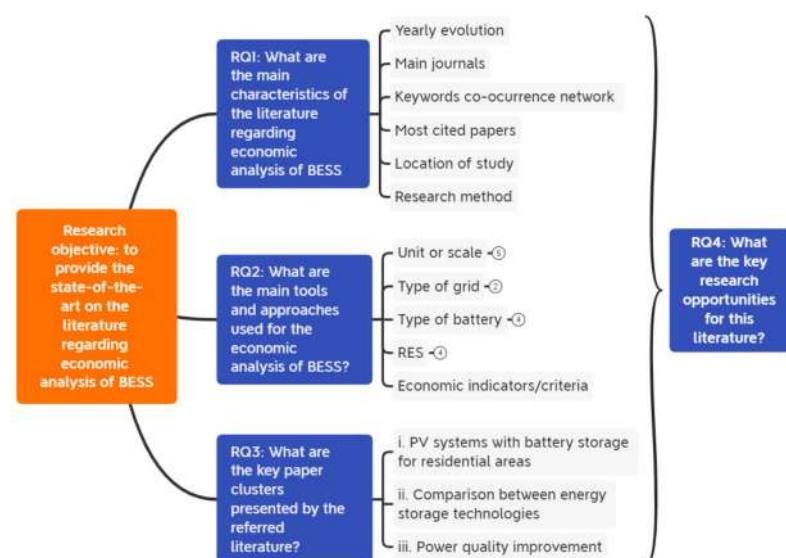 Research
objective: to
provide the
state-of-the-
art on the
literature
regarding
economic
analysis of BESS
RQ1: What are
the main
characteristics of
the literature
regarding
economic
analysis of BESS
Yearly evolution
Main journals
Keywords co-ocurrence network
Most cited papers
Location of study
Research method
RQ2: What are
the main tools
and approaches
used for the
economic
analysis of BESS?
Unit or scale 5
Type of grid 2
Type of battery 4
RES 4
Economic indicators/criteria
RQ3: What are
the key paper
clusters
presented by the
referred
literature?
i. PV systems with battery storage
for residential areas
ii. Comparison between energy
storage technologies
iii. Power quality improvement
RQ4: What
are the key
research
opportunities
for this
literature?